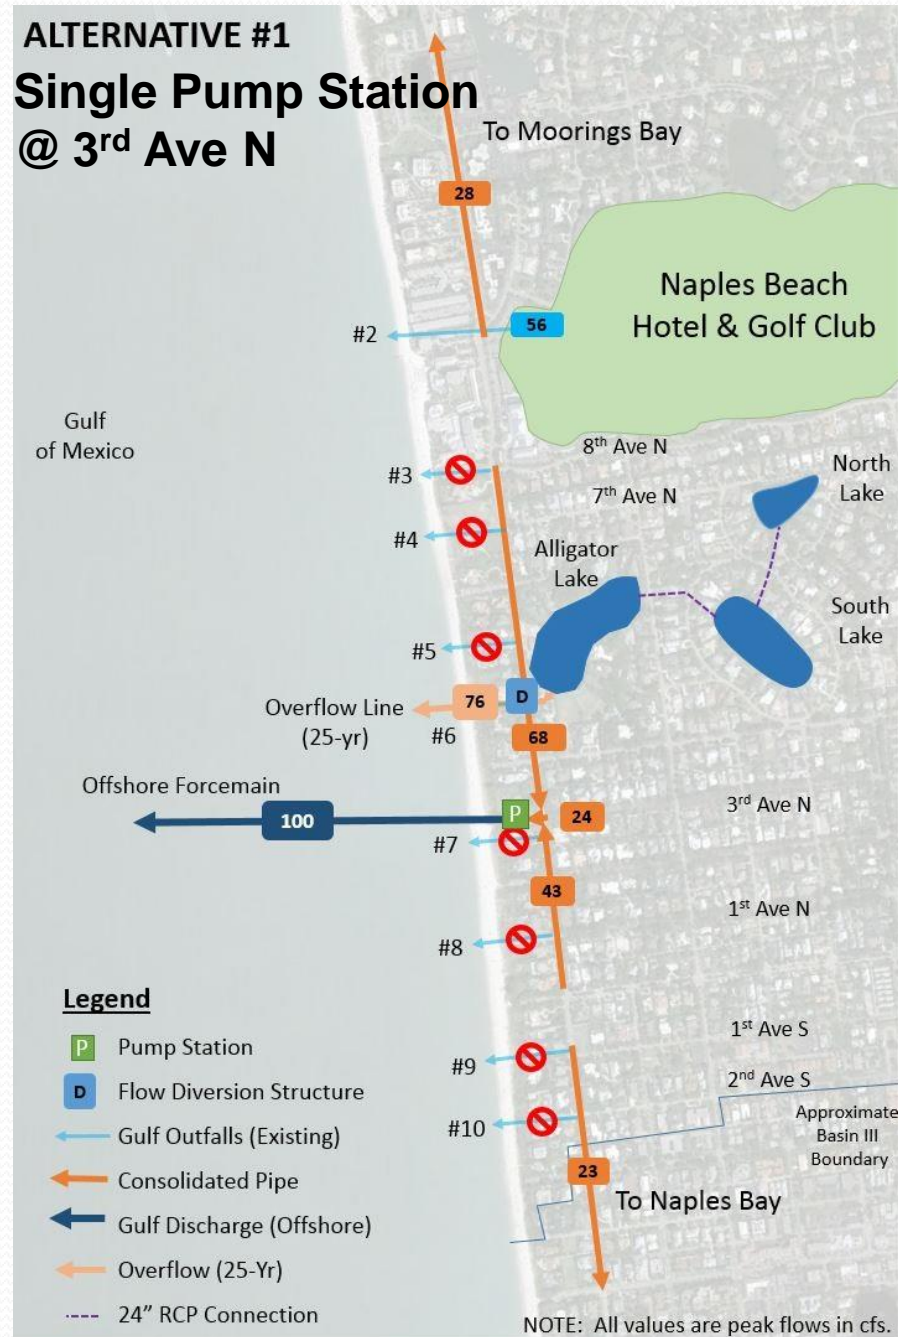 ALTERNATIVE #1
Single Pump Station
@ 3rd Ave N
To Moorings Bay
28
Naples Beach
Hotel & Golf Club
56
#2
Gulf
of Mexico
8th Ave N
North
Lake
#3
7th Ave N
#4
Alligator
Lake
South
Lake
#5
D
76
Overflow Line
(25-yr)
#6
68
Offshore Forcemain
100
P
24
3rd Ave N
#7
43
1st Ave N
#8
Legend
P Pump Station
D Flow Diversion Structure
Gulf Outfalls (Existing)
Consolidated Pipe
Gulf Discharge (Offshore)
Overflow (25-Yr)
24” RCP Connection
1st Ave S
#9
2nd Ave S
#10
Approximate
Basin III
Boundary
23
To Naples Bay
NOTE: All values are peak flows in cfs.